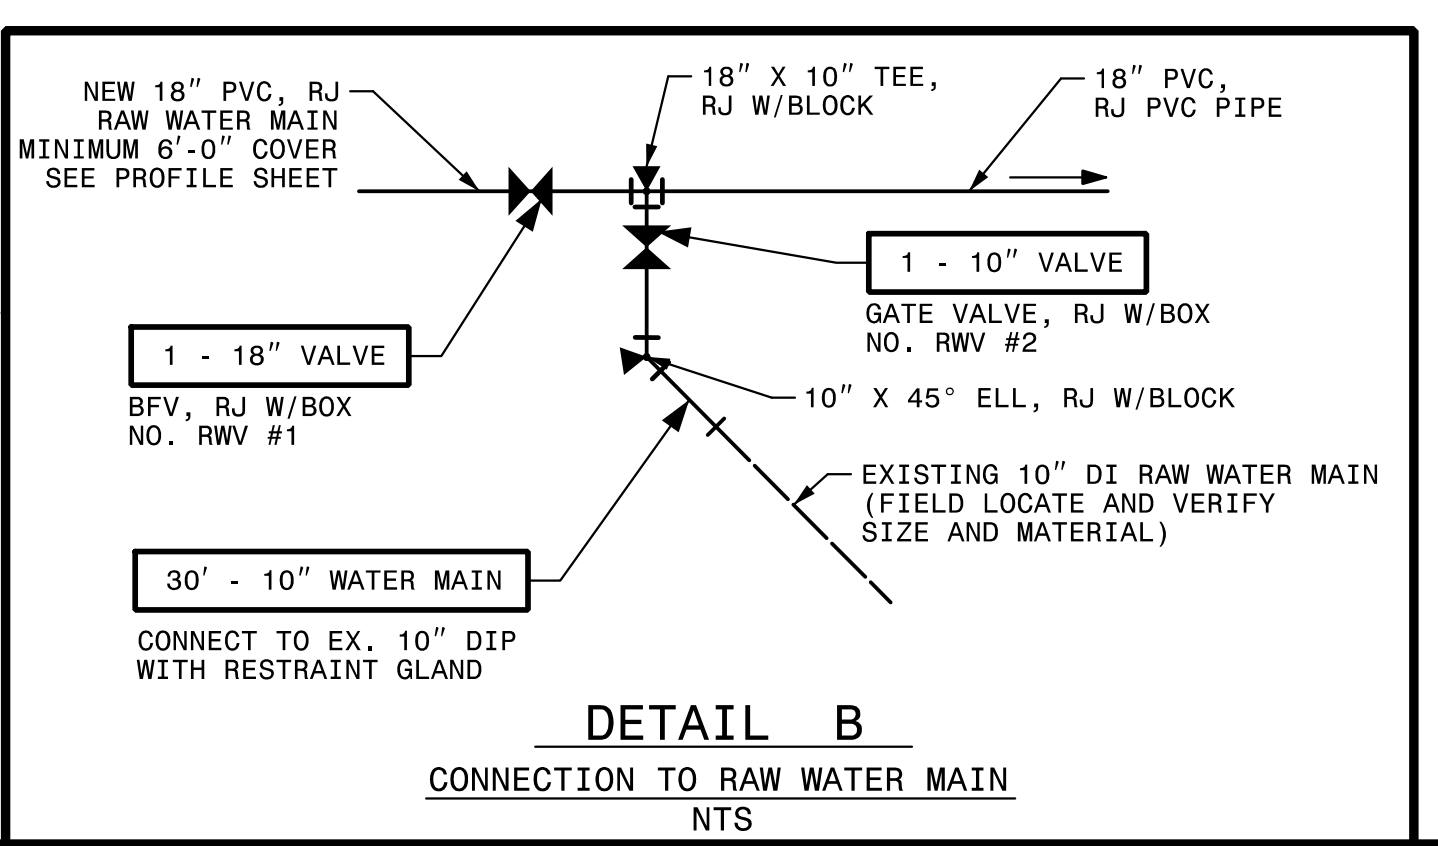 NEW 18" PVC, RJ
RAW WATER MAIN
MINIMUM 6'-0" COVER
SEE PROFILE SHEET
18" X 10" TEE,
RJ W/BLOCK
18" PVC,
RJ PVC PIPE
1 - 10" VALVE
GATE VALVE, RJ W/BOX
NO. RWV #2
1 - 18" VALVE
BFV, RJ W/BOX
NO. RWV #1
10" X 45° ELL, RJ W/BLOCK
EXISTING 10" DI RAW WATER MAIN
(FIELD LOCATE AND VERIFY
SIZE AND MATERIAL)
30' - 10" WATER MAIN
CONNECT TO EX. 10" DIP
WITH RESTRAINT GLAND
DETAIL B
CONNECTION TO RAW WATER MAIN
NTS